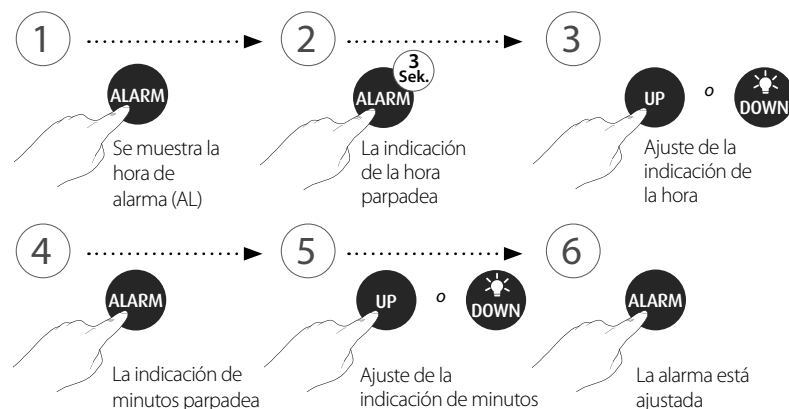 1
2
3
ALARM
ALARM
3
Sek.
UP
o
DOWN
Se muestra la
hora de
alarma (AL)
La indicación
de la hora
parpadea
Ajuste de la
indicación de
la hora
4
5
6
ALARM
UP
o
DOWN
ALARM
La indicación de
minutos parpadea
Ajuste de la
indicación de minutos
La alarma está
ajustada